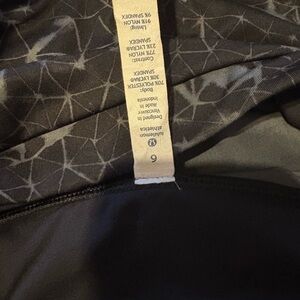 6
lululemon
athletica
Designed in
Vancouver
Made in
Indonesia
Body:
70% POLYESTER
30% LYCRA®
SPANDEX
Contrast:
77% NYLON
23% LYCRA®
SPANDEX
Lining:
91% NYLON
9% SPANDEX